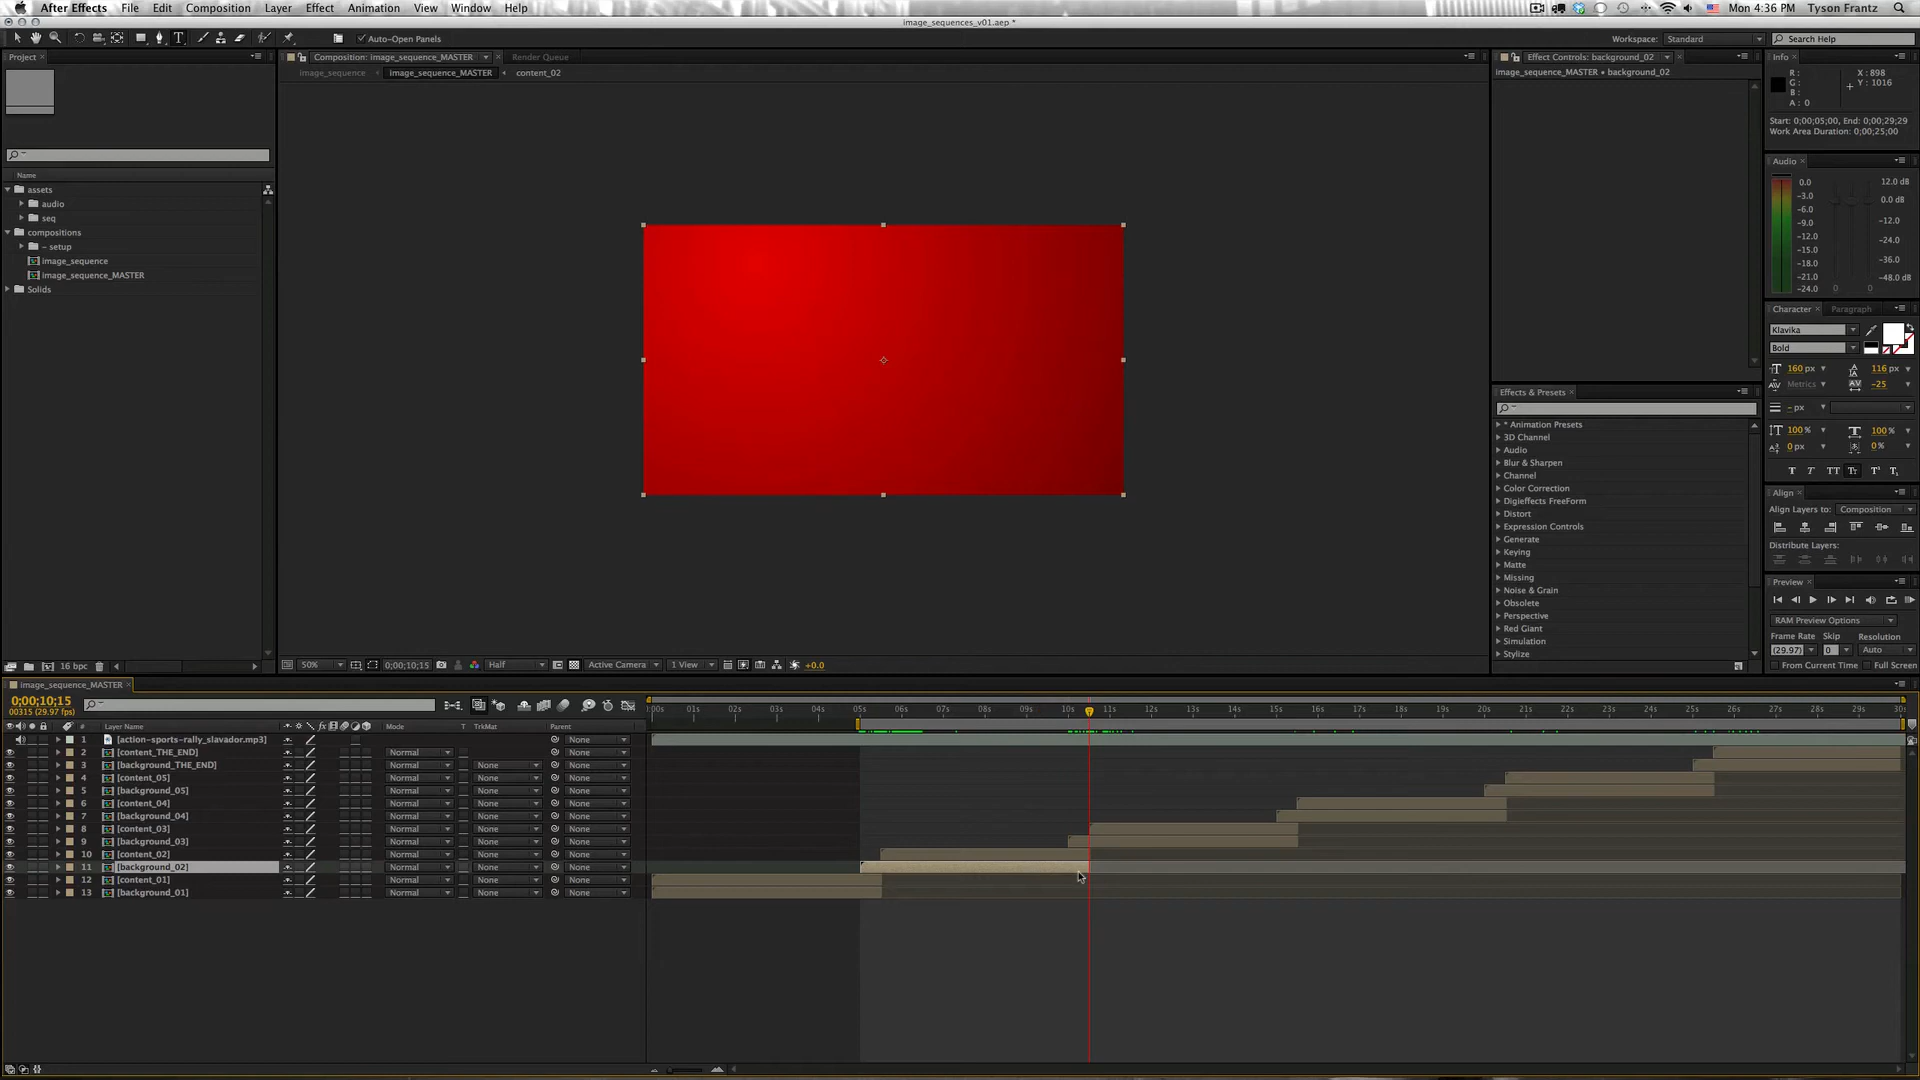 After Effects File Edit Composition Layer Effect Animation View Window Help Mon 4:36 PM Tyson Frantz
image_sequences_v01.aep *
Auto-Open Panels Workspace: Standard Search Help
Project Composition: image_sequence_MASTER Render Queue Effect Controls: background_02 Info
image_sequence image_sequence_MASTER content_02 image_sequence_MASTER • background_02
R: X: 898
G: Y: 1016
B:
A: 0
Start: 0;00;05;00, End: 0;00;29;29
Work Area Duration: 0;00;25;00
Name
assets
audio
seq
compositions
- setup
image_sequence
image_sequence_MASTER
Solids
Audio
0.0 12.0 dB
-3.0 0.0 dB
-6.0
-9.0 -12.0
-12.0 -24.0
-15.0
-18.0 -36.0
-21.0
-24.0 -48.0 dB
0 0
Character Paragraph
Klavika
Bold
160 px 116 px
Metrics -25
- px
100% 100%
0 px 0%
T T TT Tr T¹ T₁
Effects & Presets
* Animation Presets
3D Channel
Audio
Blur & Sharpen
Channel
Color Correction
Digieffects FreeForm
Distort
Expression Controls
Generate
Keying
Matte
Missing
Noise & Grain
Obsolete
Perspective
Red Giant
Simulation
Stylize
Align
Align Layers to: Composition
Distribute Layers:
Preview
RAM Preview Options
Frame Rate Skip Resolution
(29.97) 0 Auto
From Current Time Full Screen
16 bpc 50% 0;00;10;15 Half Active Camera 1 View +0.0
image_sequence_MASTER
0;00;10;15
00315 (29.97 fps)
:00s 01s 02s 03s 04s 05s 06s 07s 08s 09s 10s 11s 12s 13s 14s 15s 16s 17s 18s 19s 20s 21s 22s 23s 24s 25s 26s 27s 28s 29s 30s
# Layer Name Mode T TrkMat Parent
1 [action-sports-rally_slavador.mp3] None
2 [content_THE_END] Normal None
3 [background_THE_END] Normal None None
4 [content_05] Normal None None
5 [background_05] Normal None None
6 [content_04] Normal None None
7 [background_04] Normal None None
8 [content_03] Normal None None
9 [background_03] Normal None None
10 [content_02] Normal None None
11 [background_02] Normal None None
12 [content_01] Normal None None
13 [background_01] Normal None None